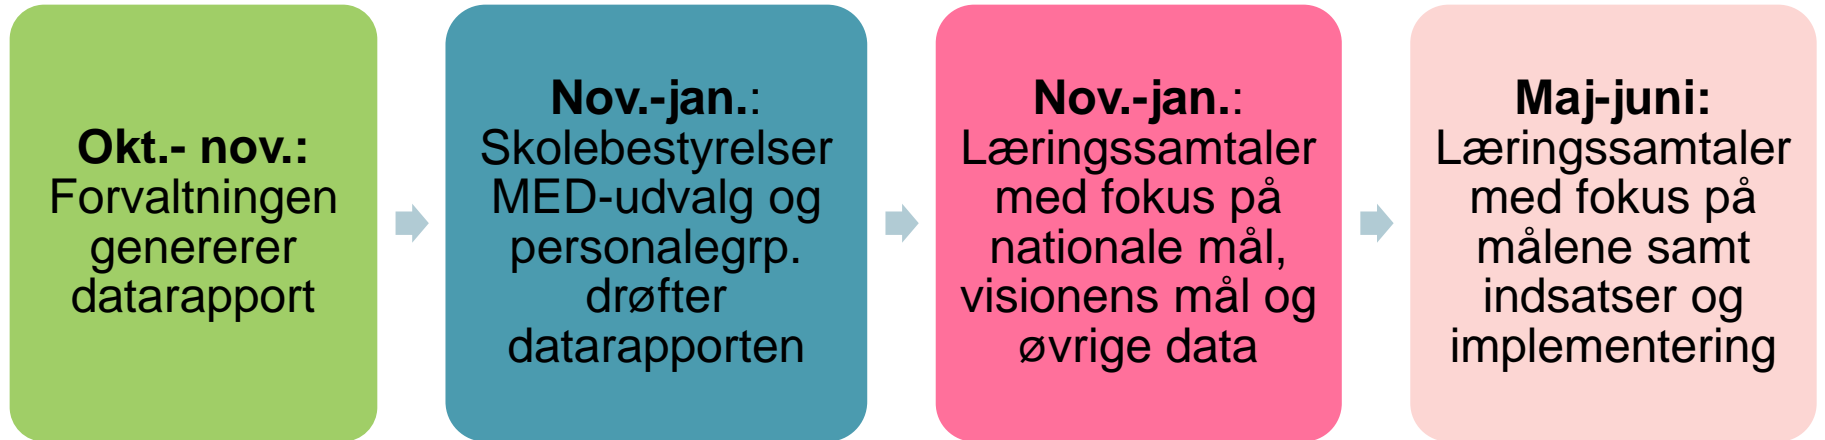 Okt.- nov.:
Forvaltningen
genererer
datarapport
Nov.-jan.:
Skolebestyrelser
MED-udvalg og
personalegrp.
drøfter
datarapporten
Nov.-jan.:
Læringssamtaler
med fokus på
nationale mål,
visionens mål og
øvrige data
Maj-juni:
Læringssamtaler
med fokus på
målene samt
indsatser og
implementering